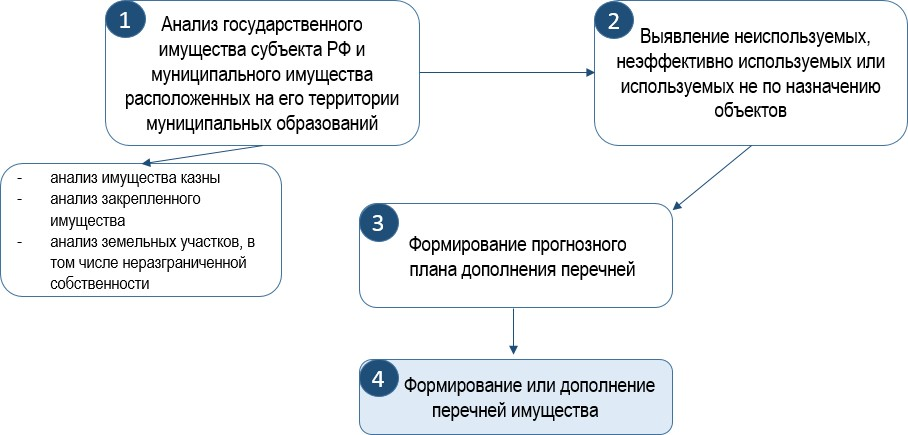 1
Анализ государственного
имущества субъекта РФ и
муниципального имущества
расположенных на его территории
муниципальных образований
2
Выявление неиспользуемых,
неэффективно используемых или
используемых не по назначению
объектов
- анализ имущества казны
- анализ закрепленного
имущества
- анализ земельных участков, в
том числе неразграниченной
собственности
3
Формирование прогнозного
плана дополнения перечней
4
Формирование или дополнение
перечней имущества